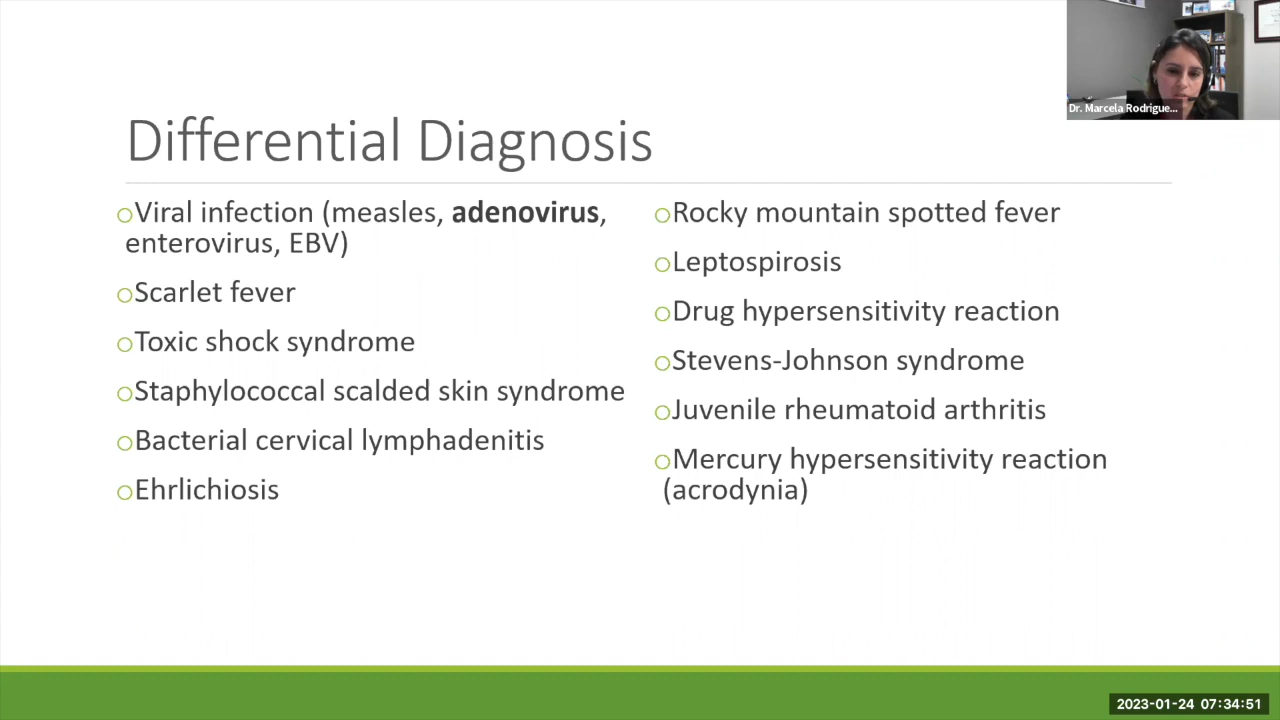 Dr. Marcela Rodrigue...
Differential Diagnosis
Viral infection (measles, adenovirus,
enterovirus, EBV)
Scarlet fever
Toxic shock syndrome
Staphylococcal scalded skin syndrome
Bacterial cervical lymphadenitis
Ehrlichiosis
Rocky mountain spotted fever
Leptospirosis
Drug hypersensitivity reaction
Stevens-Johnson syndrome
Juvenile rheumatoid arthritis
Mercury hypersensitivity reaction
(acrodynia)
2023-01-24 07:34:51